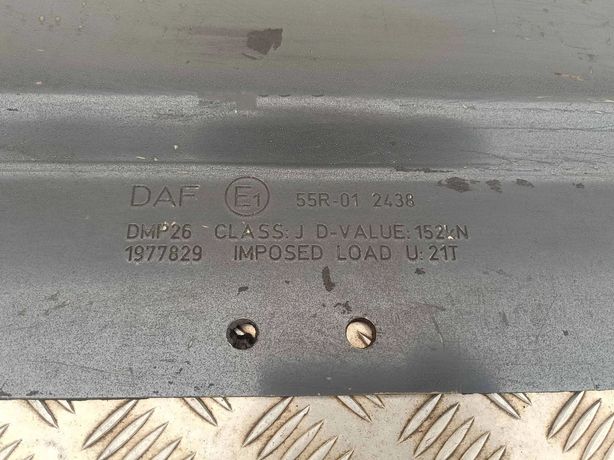 DAF E1 55R-01 2438
DMP26 CLASS: J D-VALUE: 152kN
1977829 IMPOSED LOAD U: 21T